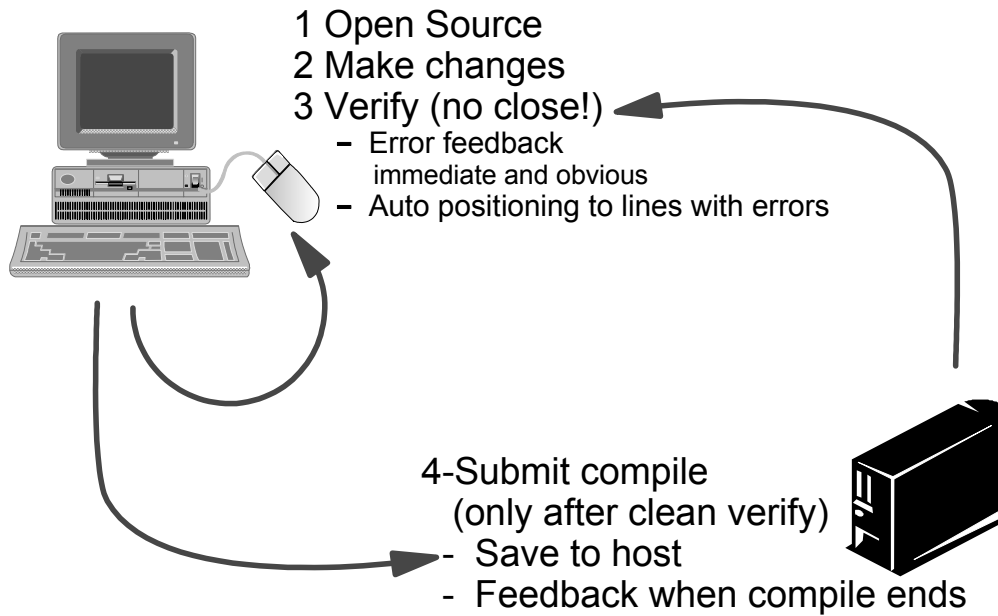 1 Open Source
2 Make changes
3 Verify (no close!)
– Error feedback
immediate and obvious
– Auto positioning to lines with errors
4-Submit compile
(only after clean verify)
- Save to host
- Feedback when compile ends